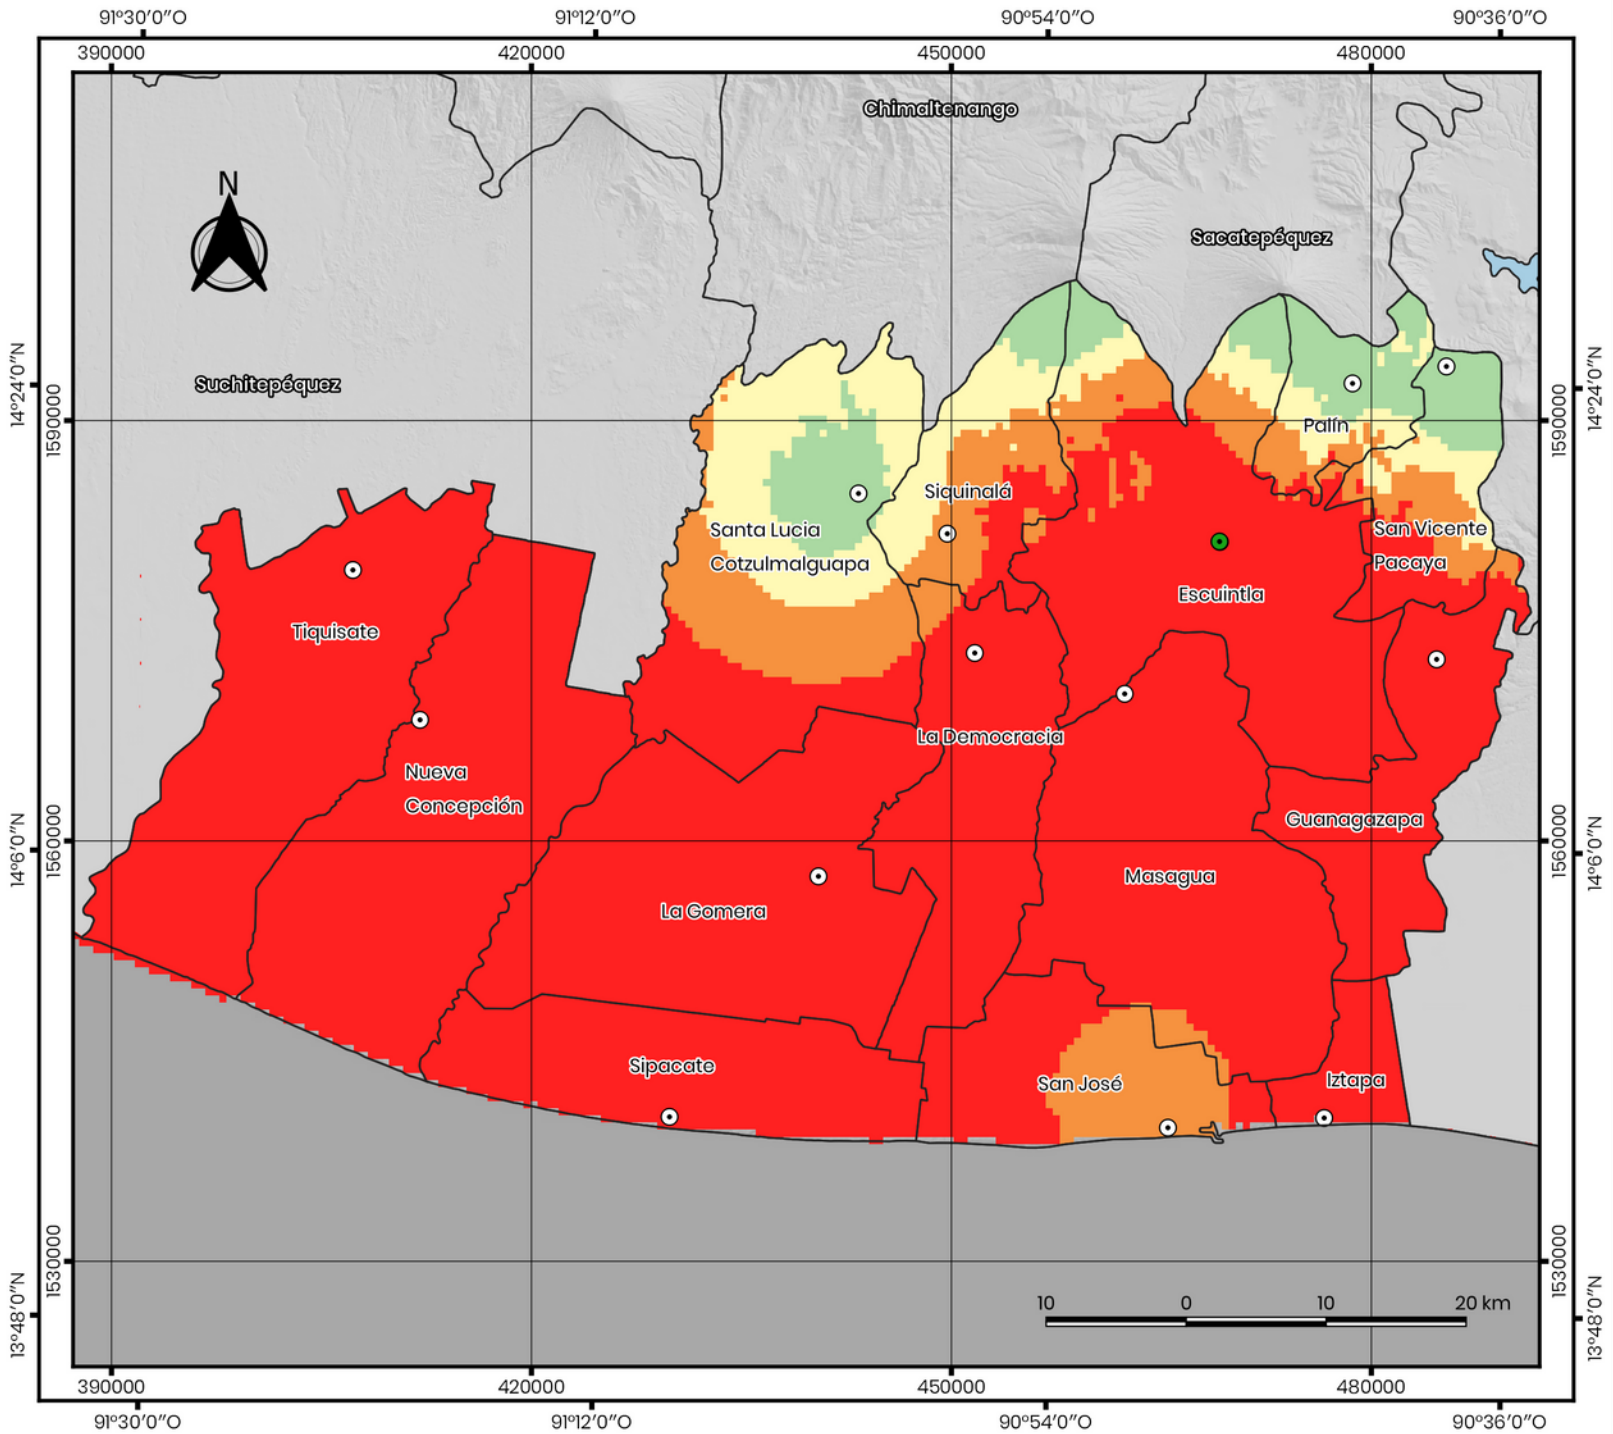 91°30'0"O 91°12'0"O 90°54'0"O 90°36'0"O
390000 420000 450000 480000
Chimaltenango
N
Sacatepéquez
Suchitepéquez
14°24'0"N
1590000
1590000
14°24'0"N
Palín
Siquinalá
Santa Lucia
Cotzulmalguapa
San Vicente
Pacaya
Escuintla
Tiquisate
La Democracia
Nueva
Concepción
Guanagazapa
14°6'0"N
1560000
1560000
14°6'0"N
Masagua
La Gomera
Sipacate
San José
Iztapa
13°48'0"N
1530000
1530000
13°48'0"N
10 0 10 20 km
390000 420000 450000 480000
91°30'0"O 91°12'0"O 90°54'0"O 90°36'0"O